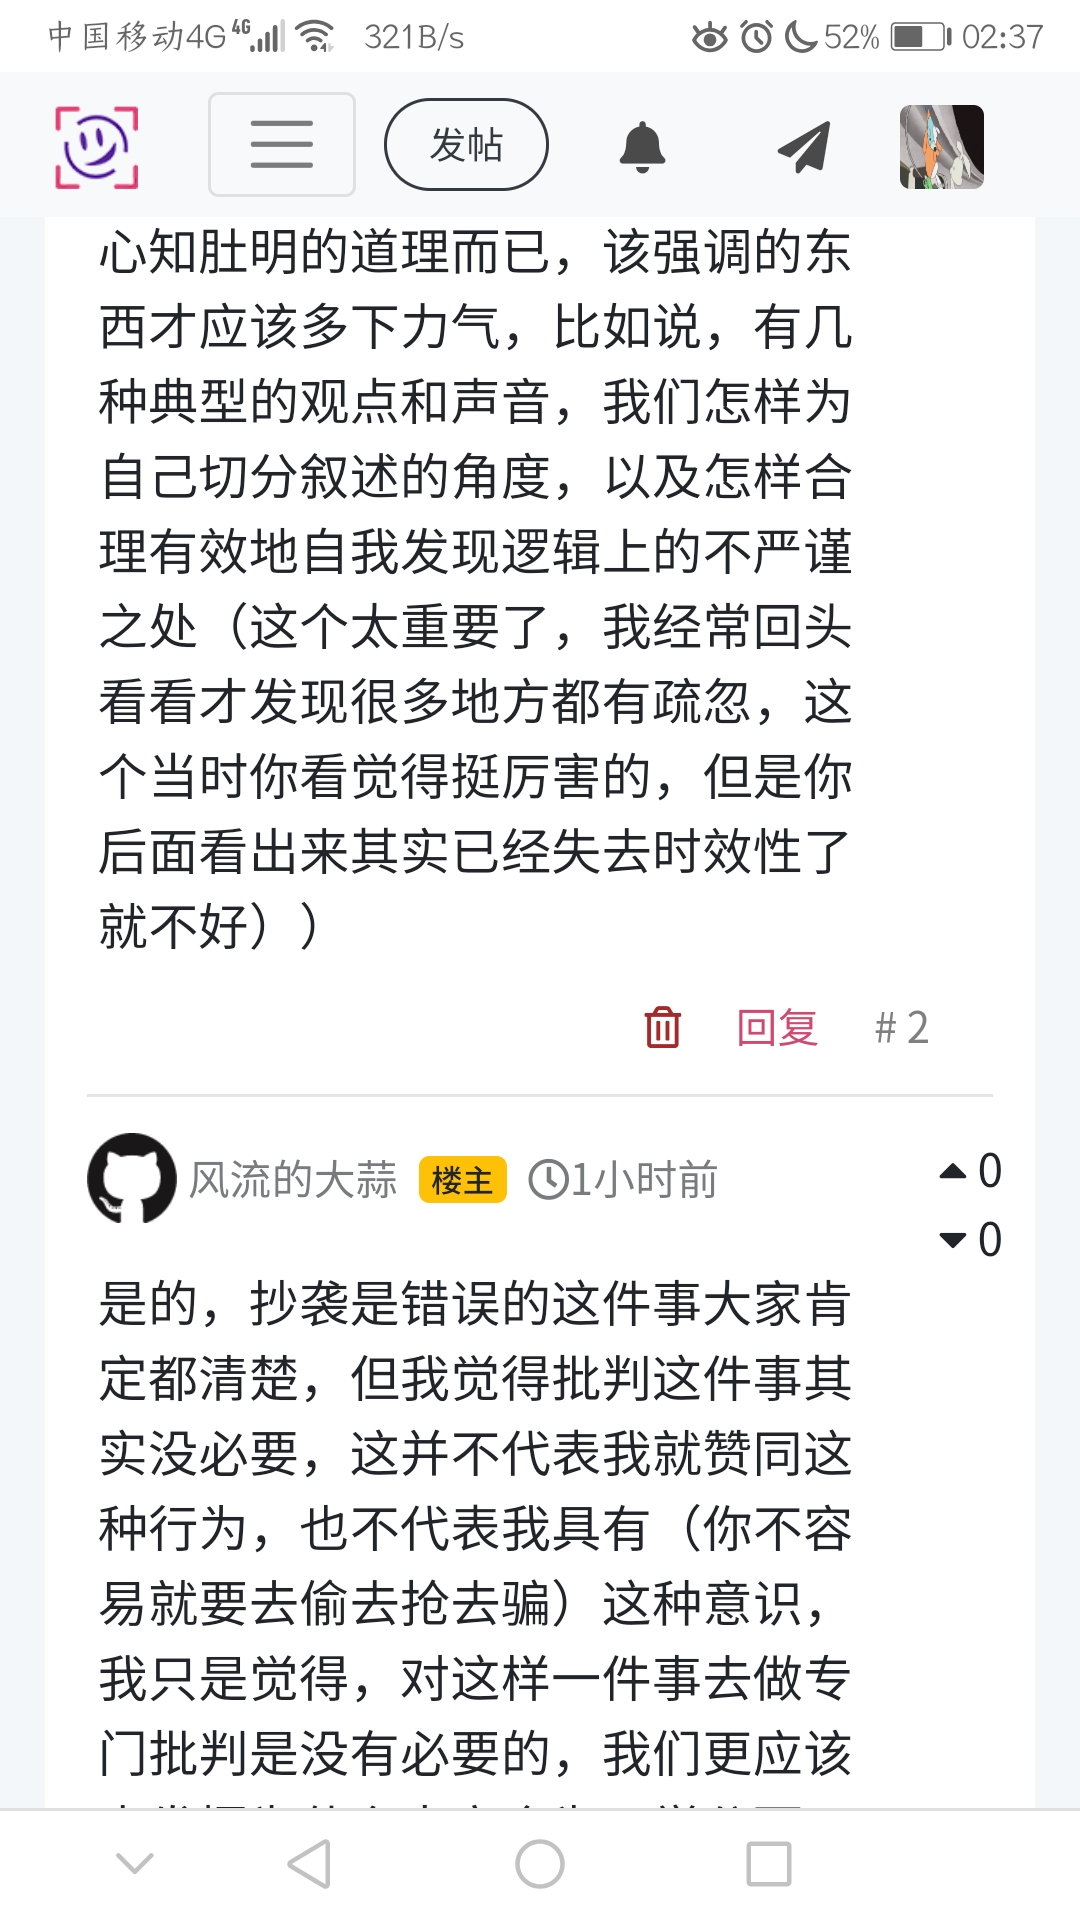 中国移动4G 4G 321B/s 52% 02:37
发帖
心知肚明的道理而已，该强调的东
西才应该多下力气，比如说，有几
种典型的观点和声音，我们怎样为
自己切分叙述的角度，以及怎样合
理有效地自我发现逻辑上的不严谨
之处（这个太重要了，我经常回头
看看才发现很多地方都有疏忽，这
个当时你看觉得挺厉害的，但是你
后面看出来其实已经失去时效性了
就不好））
回复 # 2
风流的大蒜 楼主 1小时前 0
0
是的，抄袭是错误的这件事大家肯
定都清楚，但我觉得批判这件事其
实没必要，这并不代表我就赞同这
种行为，也不代表我具有（你不容
易就要去偷去抢去骗）这种意识，
我只是觉得，对这样一件事去做专
门批判是没有必要的，我们更应该